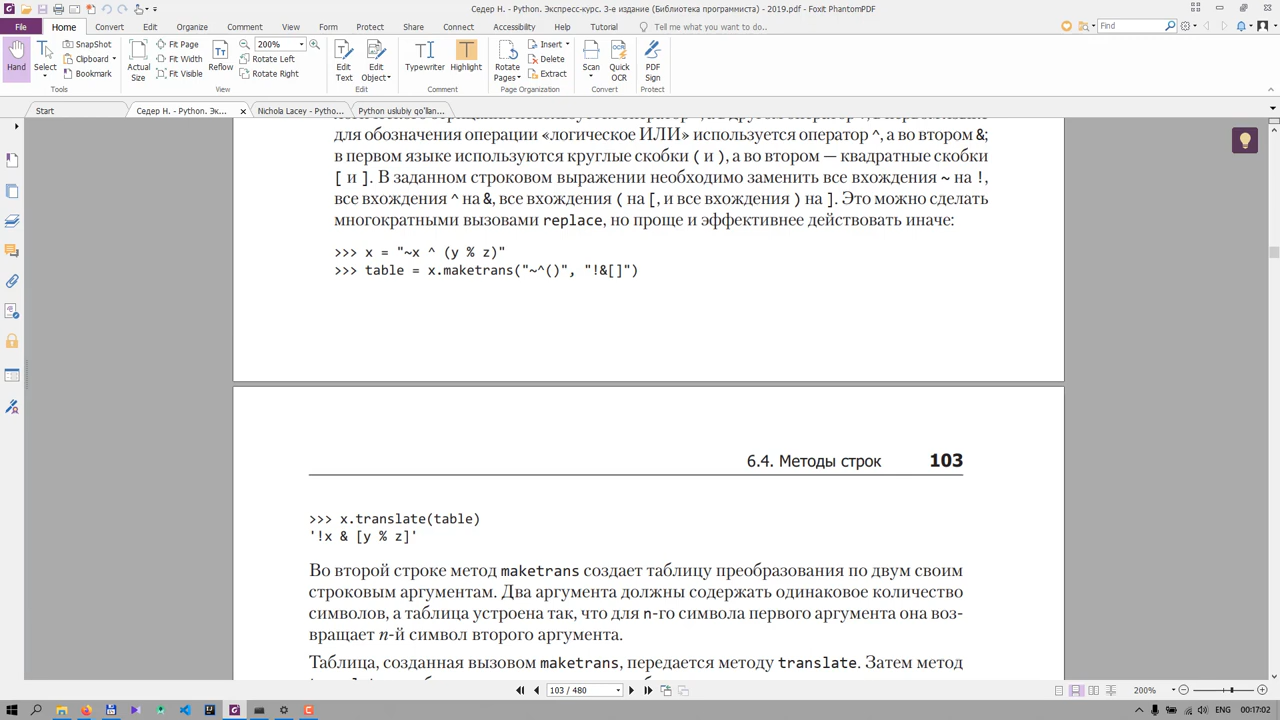 Седер Н. - Python. Экспресс-курс. 3-е издание (Библиотека программиста) - 2019.pdf - Foxit PhantomPDF
File Home Convert Edit Organize Comment View Form Protect Share Connect Accessibility Help Tutorial Tell me what you want to do... Find
Hand
Select
SnapShot
Clipboard
Bookmark
Tools
Actual Size
Fit Page
Fit Width
Fit Visible
Reflow
200%
Rotate Left
Rotate Right
View
Edit Text
Edit Object
Edit
Typewriter
Highlight
Comment
Rotate Pages
Insert
Delete
Extract
Page Organization
Scan
Quick OCR
Convert
PDF Sign
Protect
Start
Седер Н. - Python. Эк...
Nichola Lacey - Pytho...
Python uslubiy qo'llan...
для обозначения операции «логическое ИЛИ» используется оператор ^, а во втором &;
в первом языке используются круглые скобки ( и ), а во втором — квадратные скобки
[ и ]. В заданном строковом выражении необходимо заменить все вхождения ~ на !,
все вхождения ^ на &, все вхождения ( на [, и все вхождения ) на ]. Это можно сделать
многократными вызовами replace, но проще и эффективнее действовать иначе:
>>> x = "~x ^ (y % z)"
>>> table = x.maketrans("~^()", "!&[]")
6.4. Методы строк 103
>>> x.translate(table)
'!x & [y % z]'
Во второй строке метод maketrans создает таблицу преобразования по двум своим
строковым аргументам. Два аргумента должны содержать одинаковое количество
символов, а таблица устроена так, что для n-го символа первого аргумента она воз-
вращает n-й символ второго аргумента.
Таблица, созданная вызовом maketrans, передается методу translate. Затем метод
103 / 480
200%
ENG
00:17:02